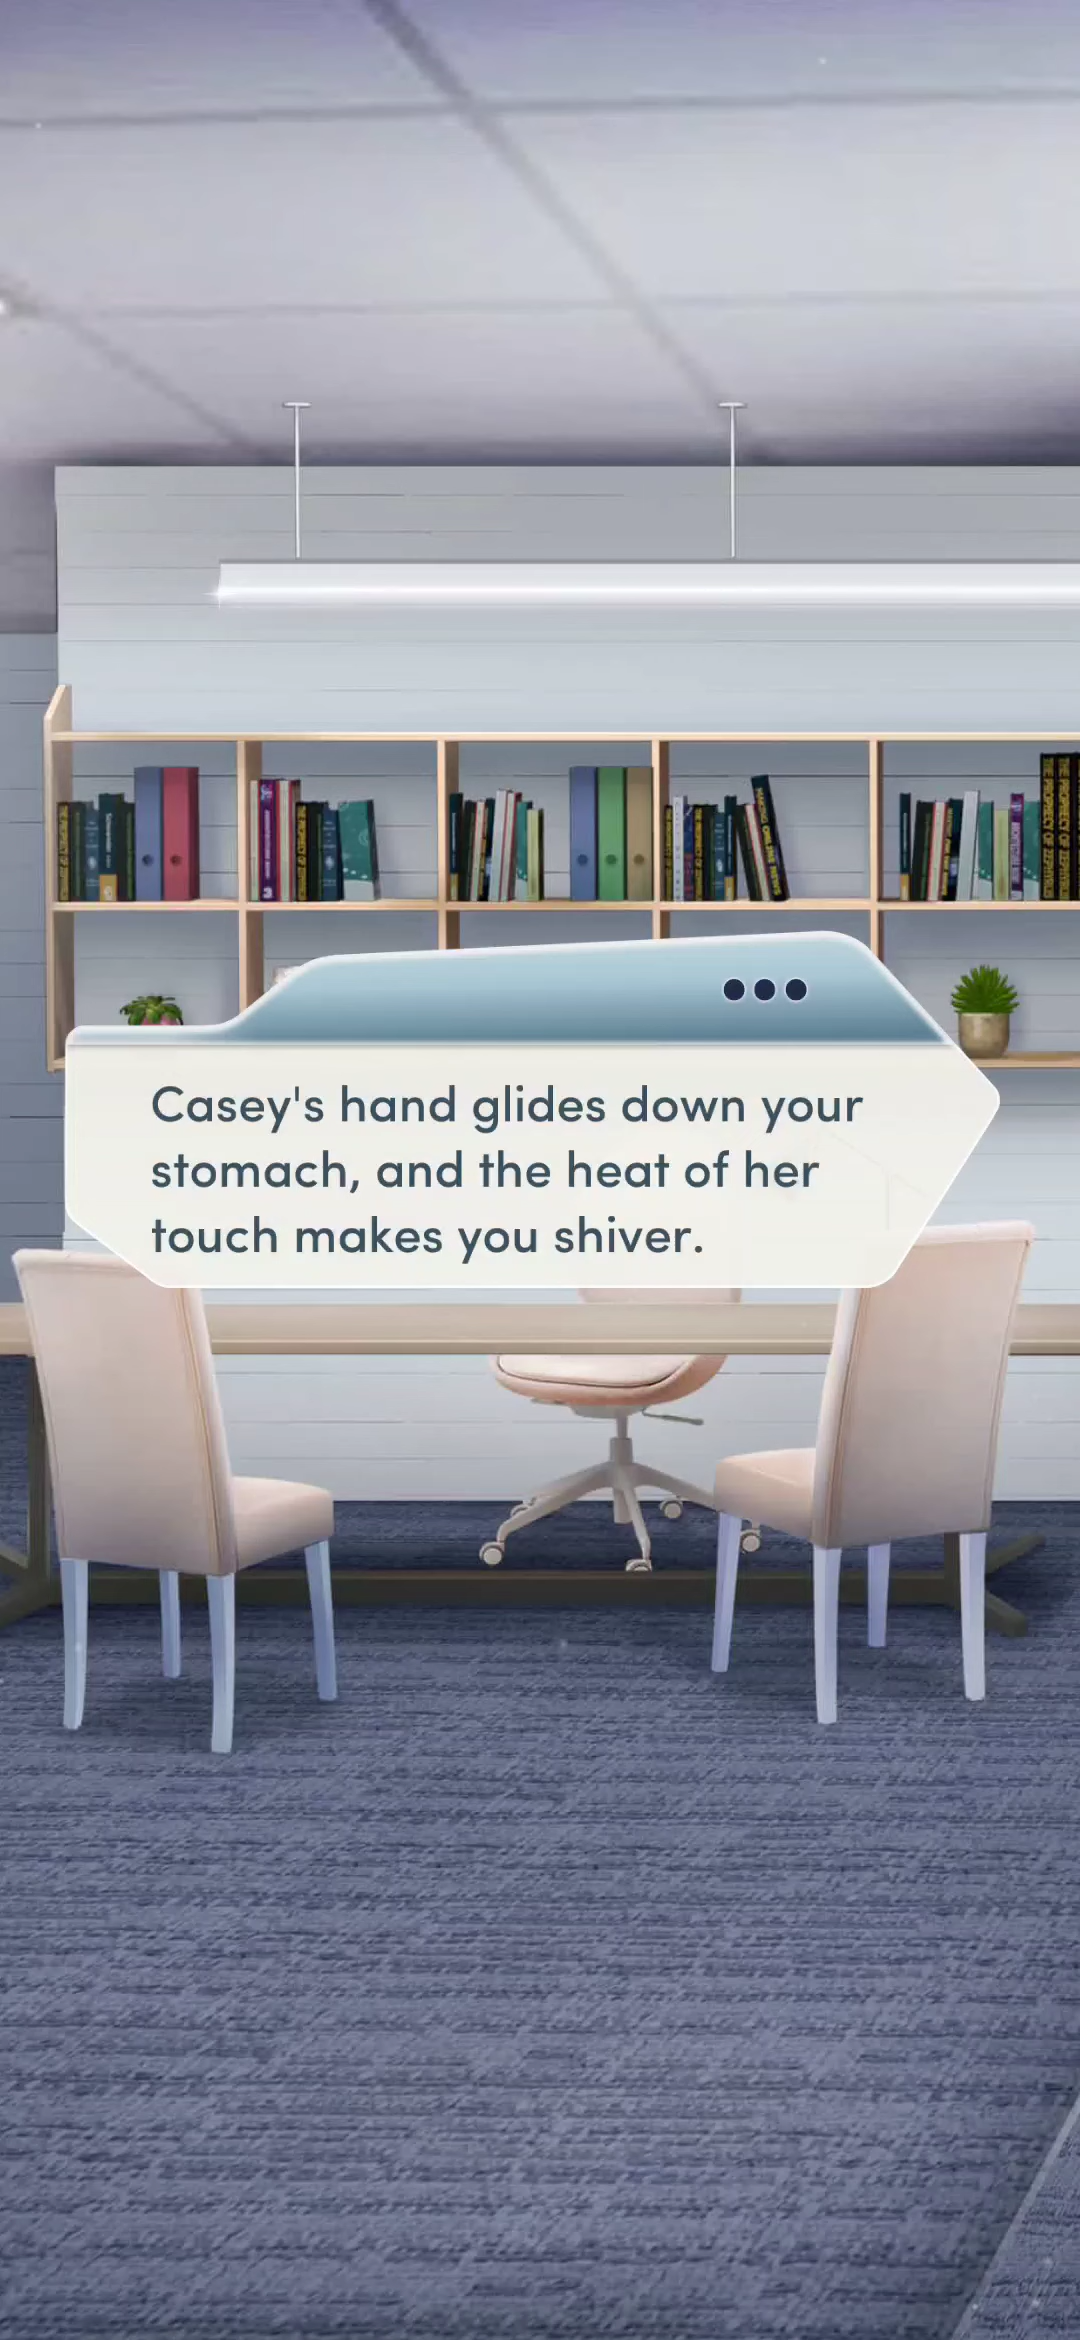 Casey's hand glides down your
stomach, and the heat of her
touch makes you shiver.